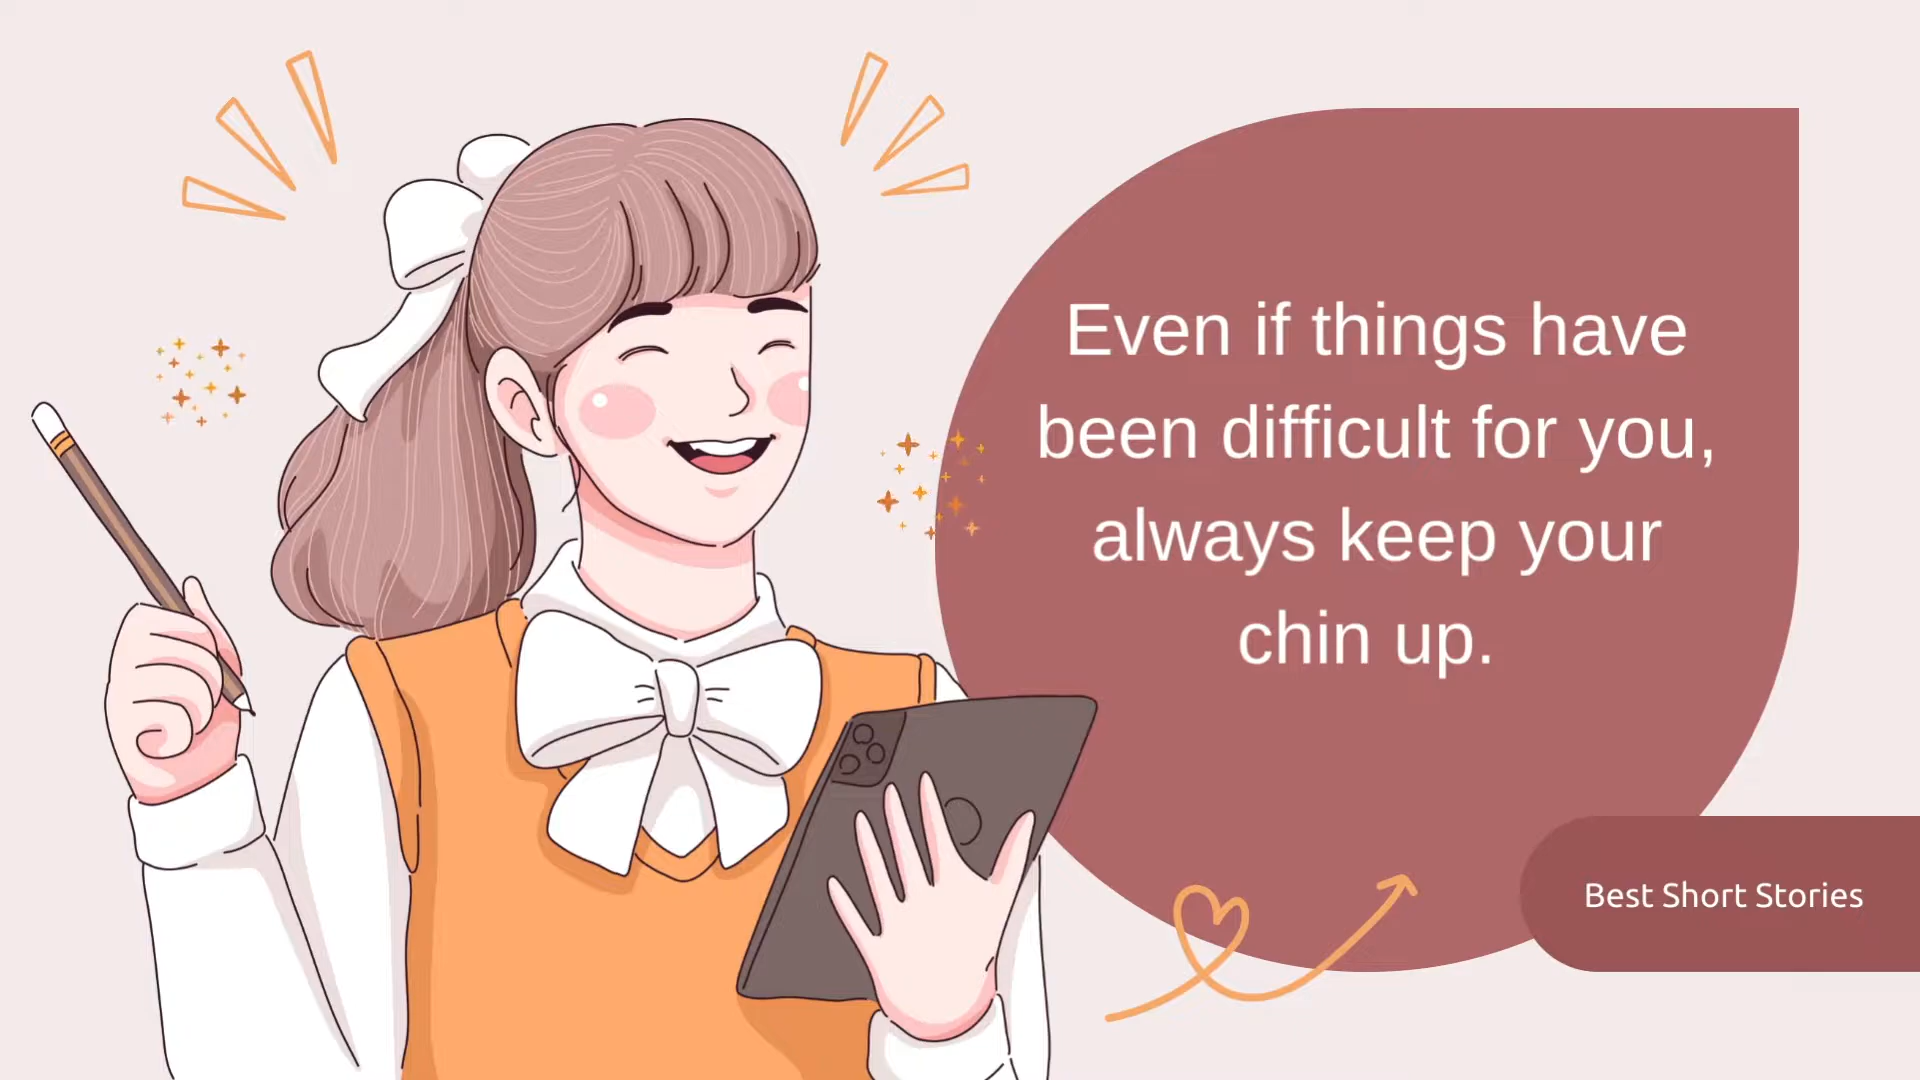 Even if things have
been difficult for you,
always keep your
chin up.
Best Short Stories